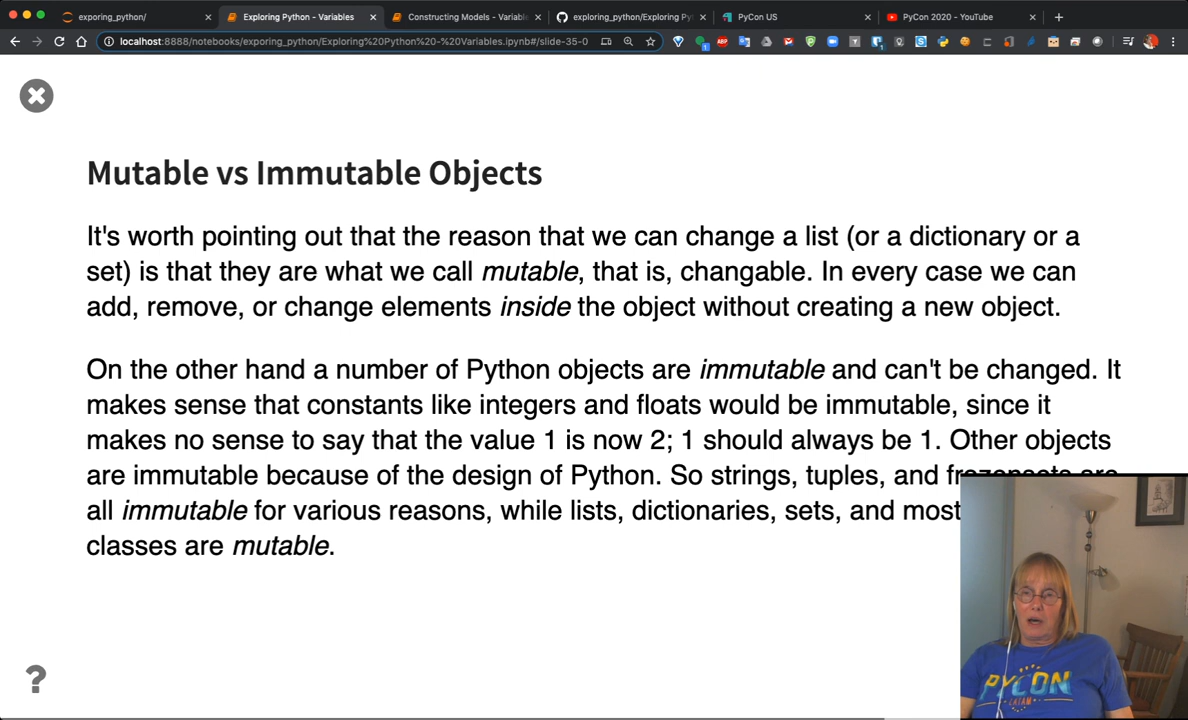 exporing_python/
Exploring Python - Variables
Constructing Models - Variabl
exploring_python/Exploring Py
PyCon US
PyCon 2020 - YouTube
localhost:8888/notebooks/exporing_python/Exploring%20Python%20-%20Variables.ipynb#/slide-35-0
Mutable vs Immutable Objects
It's worth pointing out that the reason that we can change a list (or a dictionary or a
set) is that they are what we call mutable, that is, changable. In every case we can
add, remove, or change elements inside the object without creating a new object.
On the other hand a number of Python objects are immutable and can't be changed. It
makes sense that constants like integers and floats would be immutable, since it
makes no sense to say that the value 1 is now 2; 1 should always be 1. Other objects
are immutable because of the design of Python. So strings, tuples, and frozensets are
all immutable for various reasons, while lists, dictionaries, sets, and most
classes are mutable.
?
PYCON